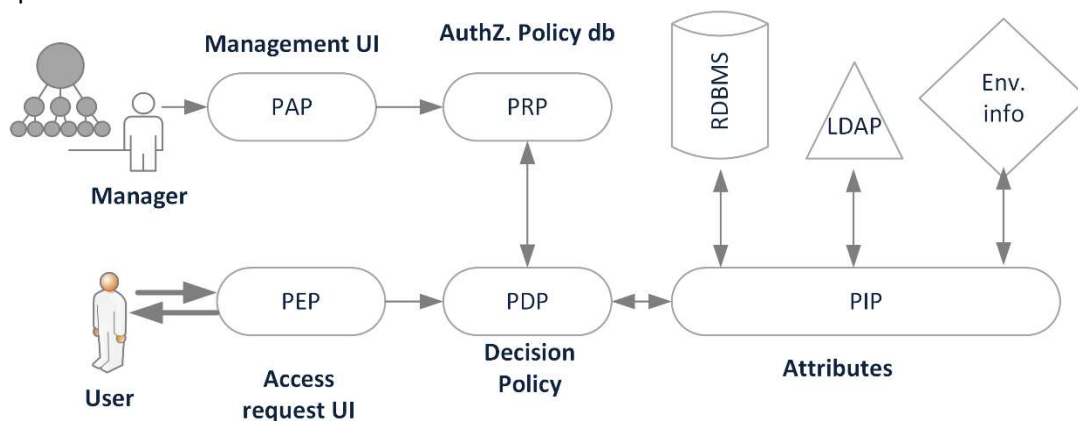 AuthZ. Policy db
Management UI
PAP
PRP
RDBMS
LDAP
Env.
info
Manager
PEP
PDP
PIP
User
Access
request UI
Decision
Policy
Attributes